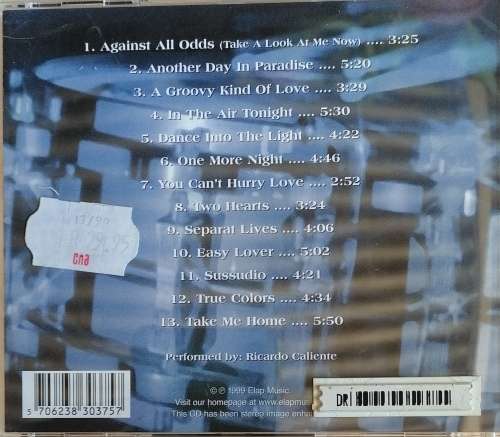 1. Against All Odds (Take A Look At Me Now) .... 3:25
2. Another Day In Paradise .... 5:20
3. A Groovy Kind Of Love .... 3:29
4. In The Air Tonight .... 5:30
5. Dance Into The Light .... 4:22
6. One More Night .... 4:46
7. You Can't Hurry Love .... 2:52
8. Two Hearts .... 3:24
9. Separat Lives .... 4:06
10. Easy Lover .... 5:02
11. Sussudio .... 4:21
12. True Colors .... 4:34
13. Take Me Home .... 5:50
Performed by: Ricardo Caliente
© ℗ 1999 Elap Music.
Visit our homepage at www.elapmus
This CD has been stereo image enha
5 706238 303757